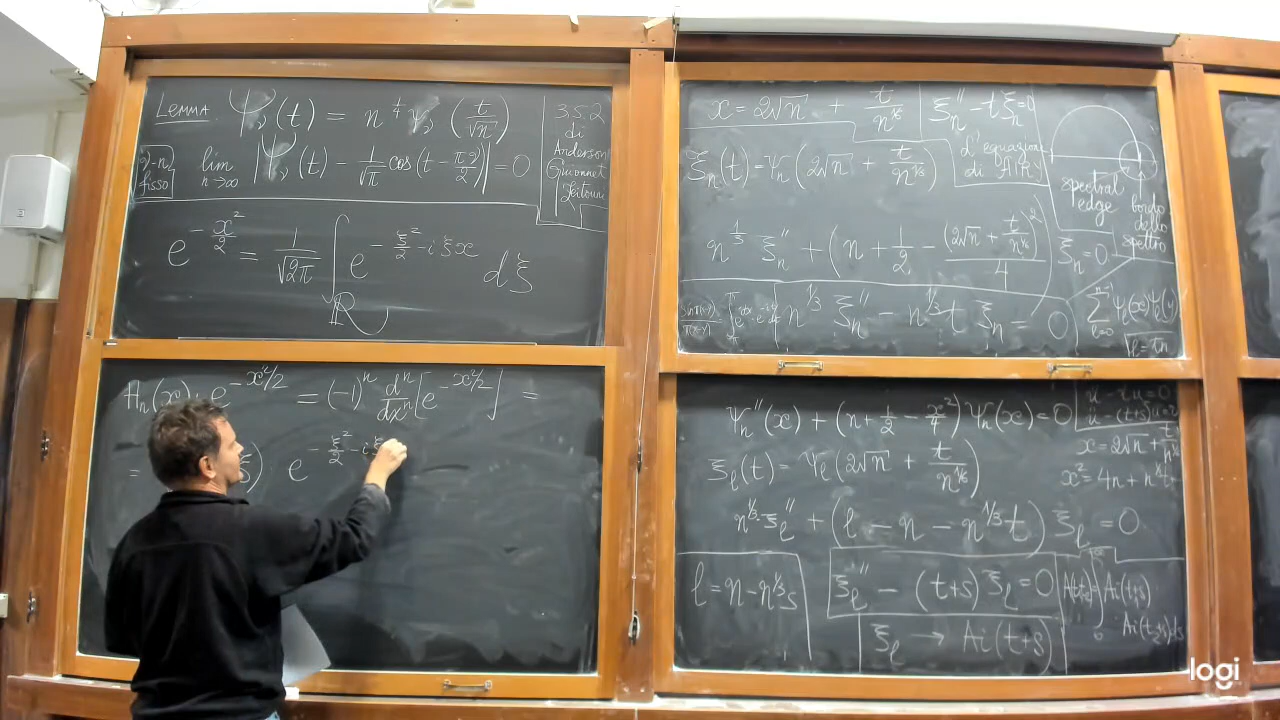 LEMMA Ψ_ν(t) = n^{1/4} ψ_ν (t/√n)
ν-n fisso lim_{n→∞} |Ψ_ν(t) - 1/√π cos(t - πν/2)| = 0
3.5.2
di
Anderson
Guionnet
Zeitouni
e^{-x²/2} = 1/√(2π) ∫_ℝ e^{-ξ²/2 - iξx} dξ
H_n(x) · e^{-x²/2} = (-1)^n d^n/dx^n [e^{-x²/2}] =
= ξ) e^{-ξ²/2 - iξ
x = 2√n + t/n^{1/6}
ξ_n'' - tξ_n = 0
ξ_n(t) = ψ_n(2√n + t/n^{1/6})
l'equazione
di AIRY
spectral
edge
bordo
dello
spettro
n^{1/3} ξ_n'' + (n + 1/2 - (2√n + t/n^{1/6})²/4) ξ_n = 0
n^{1/3} ξ_n'' - n^{1/3}t ξ_n = 0
∑_{l=0}^{n-1} ψ_l(x)ψ_l(y)
ψ_n''(x) + (n + 1/2 - x²/4) ψ_n(x) = 0
ξ_l(t) = ψ_l(2√n + t/n^{1/6})
x = 2√n + t/n^{1/6}
x² = 4n + n^{1/3}t
n^{1/3} ξ_l'' + (l - n - n^{1/3}t) ξ_l = 0
l = n - n^{1/3}s
ξ_l'' - (t+s) ξ_l = 0
ξ_l → Ai(t+s)
logi